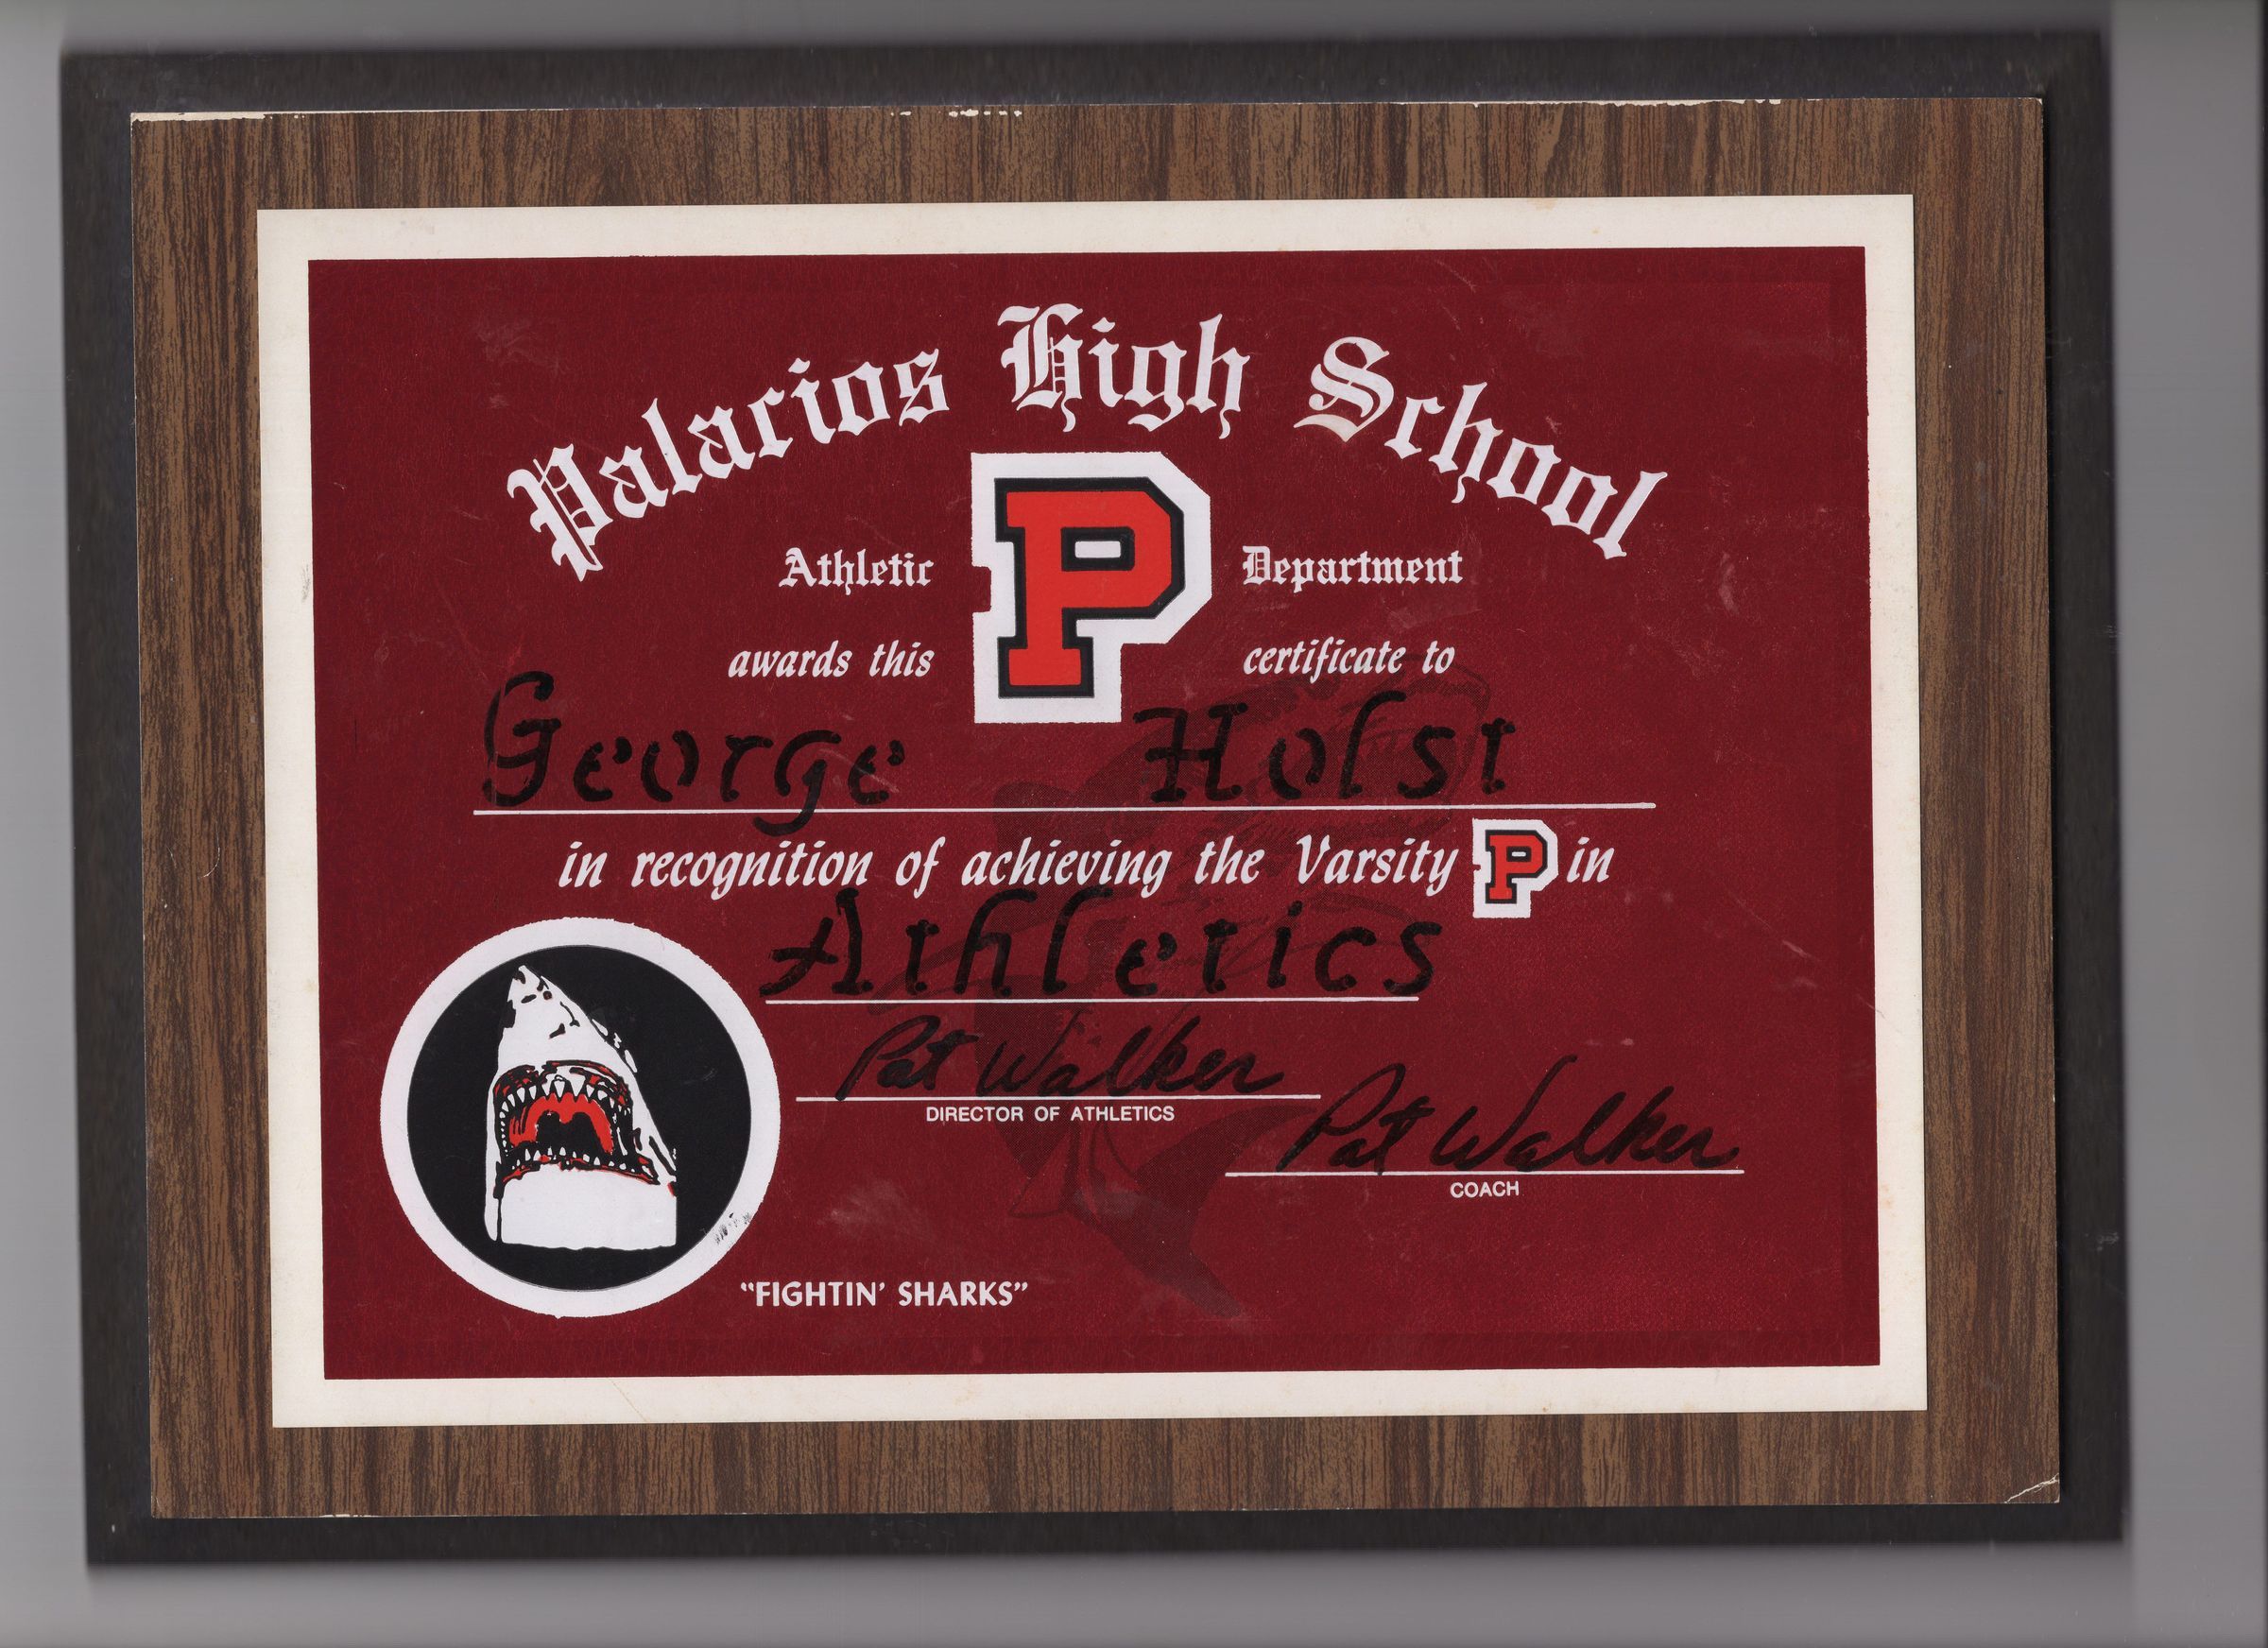 Palacios High School
P
Athletic Department
awards this certificate to
George Holst
in recognition of achieving the Varsity P in
Athletics
Pat Walker
DIRECTOR OF ATHLETICS
Pat Walker
COACH
"FIGHTIN' SHARKS"